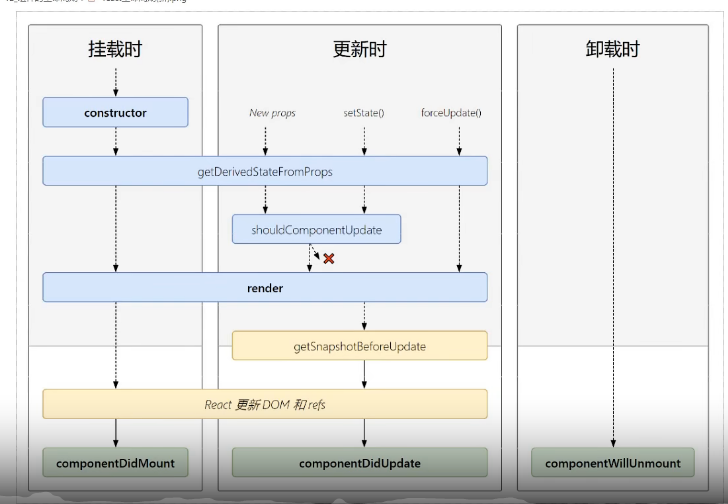 挂载时
更新时
卸载时
constructor
New props
setState()
forceUpdate()
getDerivedStateFromProps
shouldComponentUpdate
render
getSnapshotBeforeUpdate
React 更新 DOM 和 refs
componentDidMount
componentDidUpdate
componentWillUnmount